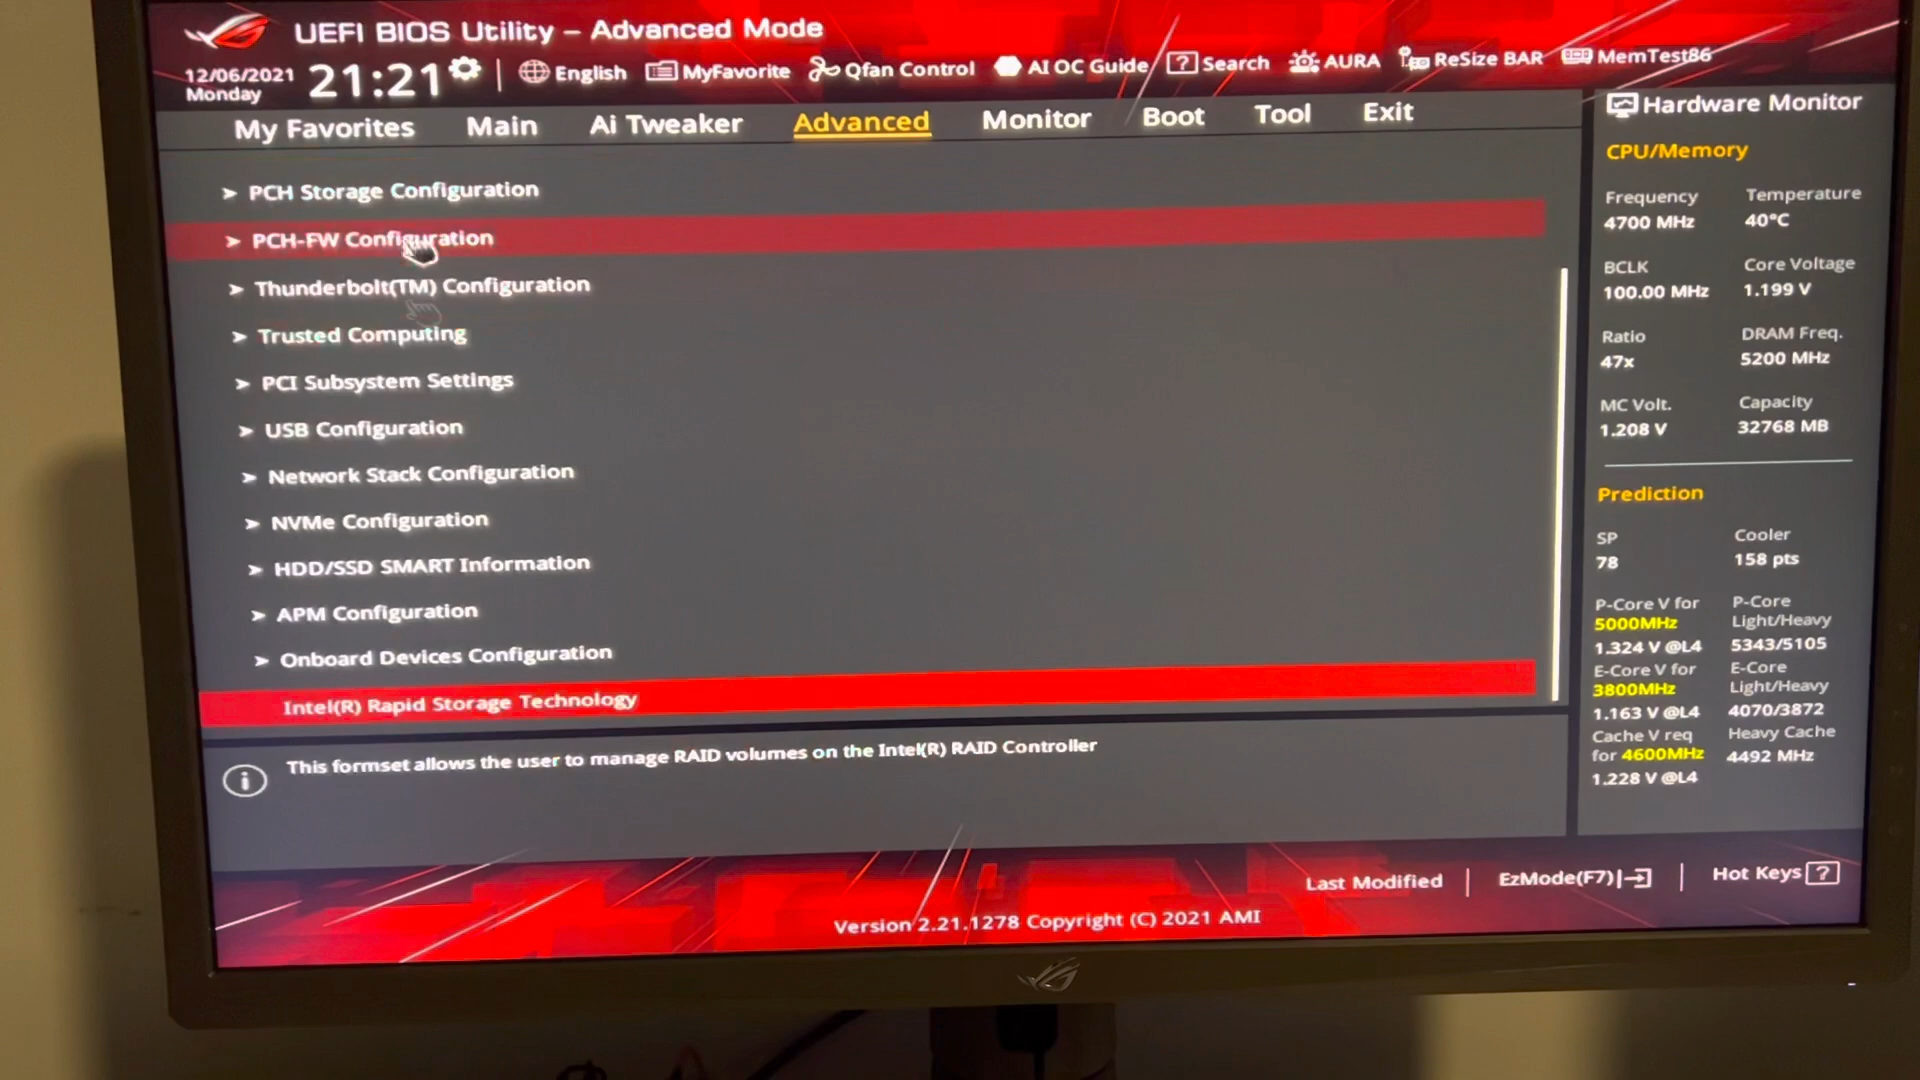 UEFI BIOS Utility – Advanced Mode
12/06/2021
Monday
21:21
English
MyFavorite
Qfan Control
AI OC Guide
? Search
AURA
ReSize BAR
MemTest86
My Favorites
Main
Ai Tweaker
Advanced
Monitor
Boot
Tool
Exit
> PCH Storage Configuration
> PCH-FW Configuration
> Thunderbolt(TM) Configuration
> Trusted Computing
> PCI Subsystem Settings
> USB Configuration
> Network Stack Configuration
> NVMe Configuration
> HDD/SSD SMART Information
> APM Configuration
> Onboard Devices Configuration
Intel(R) Rapid Storage Technology
i This formset allows the user to manage RAID volumes on the Intel(R) RAID Controller
Hardware Monitor
CPU/Memory
Frequency Temperature
4700 MHz 40°C
BCLK Core Voltage
100.00 MHz 1.199 V
Ratio DRAM Freq.
47x 5200 MHz
MC Volt. Capacity
1.208 V 32768 MB
Prediction
SP Cooler
78 158 pts
P-Core V for P-Core
5000MHz Light/Heavy
1.324 V @L4 5343/5105
E-Core V for E-Core
3800MHz Light/Heavy
1.163 V @L4 4070/3872
Cache V req Heavy Cache
for 4600MHz 4492 MHz
1.228 V @L4
Last Modified
EzMode(F7)
Hot Keys ?
Version 2.21.1278 Copyright (C) 2021 AMI